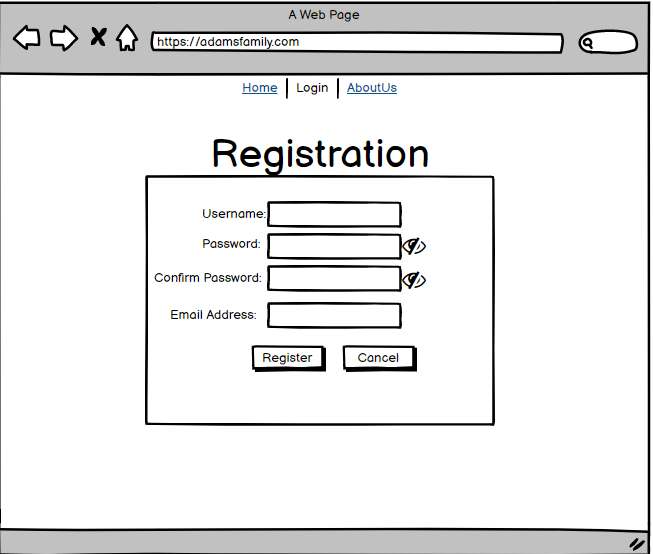 A Web Page
https://adamsfamily.com
Home Login AboutUs
Registration
Username:
Password:
Confirm Password:
Email Address:
Register Cancel